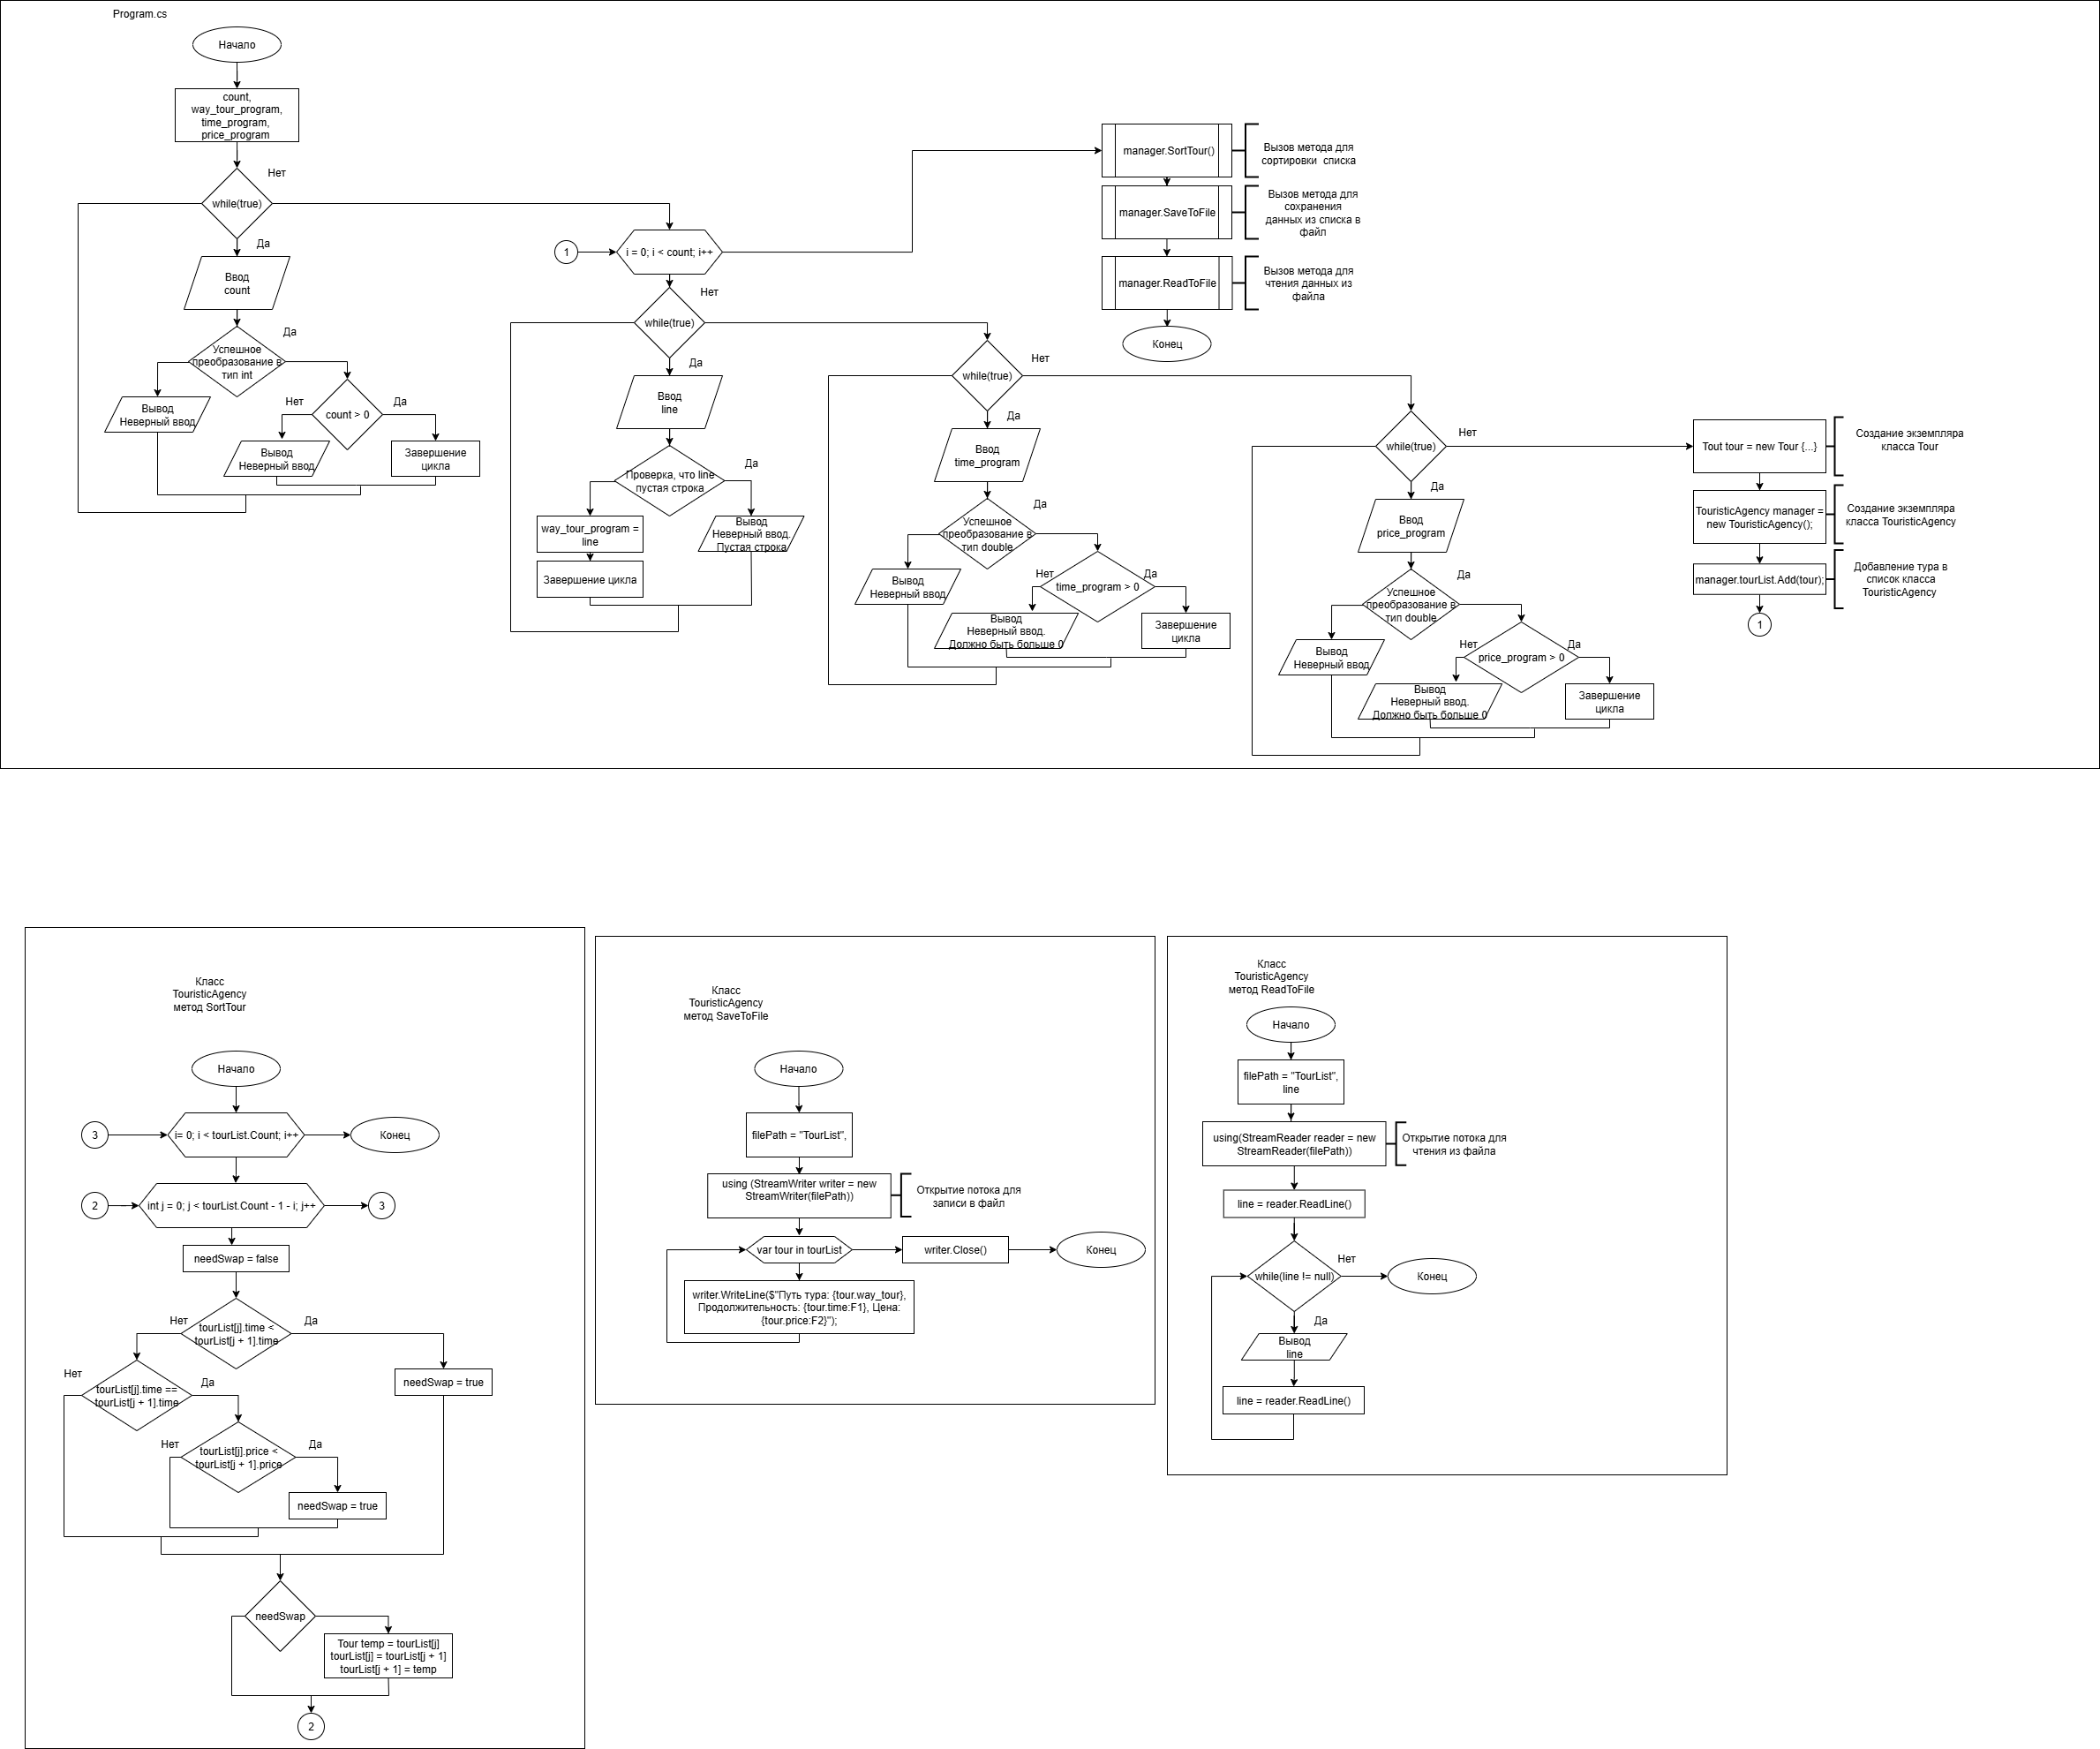 Program.cs
Начало
count,
way_tour_program,
time_program,
price_program
Нет
while(true)
Да
Ввод
count
Да
Успешное
преобразование в
тип int
Вывод
Неверный ввод
Нет
Да
count > 0
Вывод
Неверный ввод
Завершение
цикла
1
i = 0; i < count; i++
Нет
while(true)
Да
Ввод
line
Проверка, что line
пустая строка
Да
way_tour_program =
line
Завершение цикла
Вывод
Неверный ввод.
Пустая строка
manager.SortTour()
Вызов метода для
сортировки списка
manager.SaveToFile
Вызов метода для
сохранения
данных из списка в
файл
manager.ReadToFile
Вызов метода для
чтения данных из
файла
Конец
while(true)
Нет
Да
Ввод
time_program
Да
Успешное
преобразование в
тип double
Вывод
Неверный ввод
Нет
Да
time_program > 0
Вывод
Неверный ввод.
Должно быть больше 0
Завершение
цикла
while(true)
Нет
Да
Ввод
price_program
Да
Успешное
преобразование в
тип double
Вывод
Неверный ввод
Нет
Да
price_program > 0
Вывод
Неверный ввод.
Должно быть больше 0
Завершение
цикла
Tout tour = new Tour {...}
Создание экземпляра
класса Tour
TouristicAgency manager =
new TouristicAgency();
Создание экземпляра
класса TouristicAgency
manager.tourList.Add(tour);
Добавление тура в
список класса
TouristicAgency
1
Класс
TouristicAgency
метод SortTour
Начало
3
i= 0; i < tourList.Count; i++
Конец
2
int j = 0; j < tourList.Count - 1 - i; j++
3
needSwap = false
Нет
Да
tourList[j].time <
tourList[j + 1].time
needSwap = true
Нет
Да
tourList[j].time ==
tourList[j + 1].time
Нет
Да
tourList[j].price <
tourList[j + 1].price
needSwap = true
needSwap
Tour temp = tourList[j]
tourList[j] = tourList[j + 1]
tourList[j + 1] = temp
2
Класс
TouristicAgency
метод SaveToFile
Начало
filePath = "TourList",
using (StreamWriter writer = new
StreamWriter(filePath))
Открытие потока для
записи в файл
var tour in tourList
writer.Close()
Конец
writer.WriteLine($"Путь тура: {tour.way_tour},
Продолжительность: {tour.time:F1}, Цена:
{tour.price:F2}");
Класс
TouristicAgency
метод ReadToFile
Начало
filePath = "TourList",
line
using(StreamReader reader = new
StreamReader(filePath))
Открытие потока для
чтения из файла
line = reader.ReadLine()
while(line != null)
Нет
Конец
Да
Вывод
line
line = reader.ReadLine()